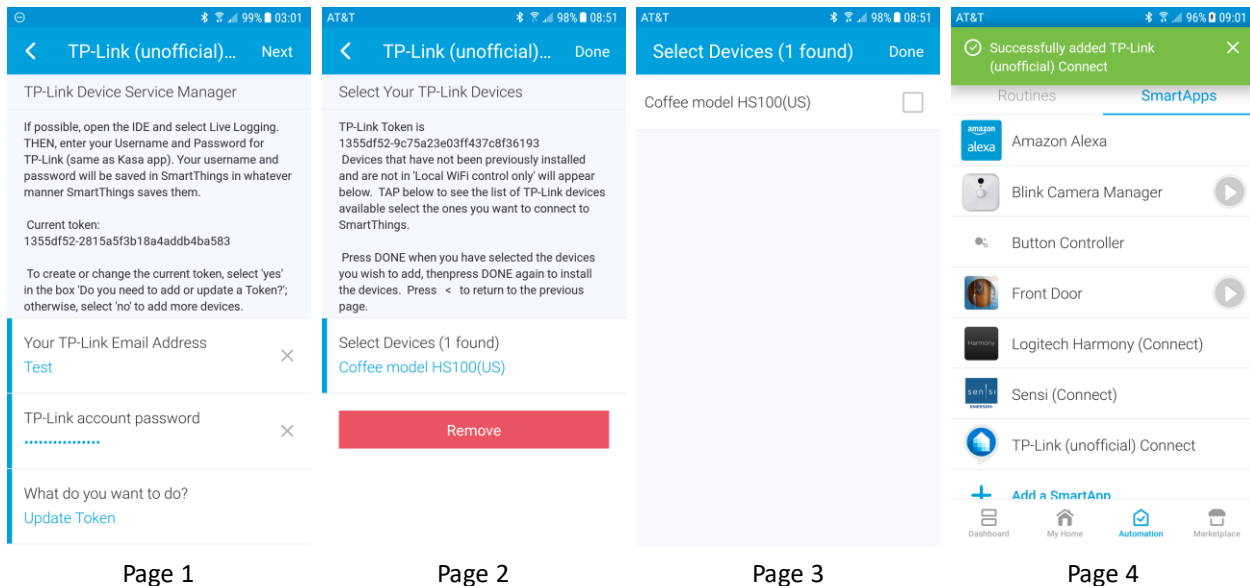 99% 03:01
TP-Link (unofficial)... Next
TP-Link Device Service Manager
If possible, open the IDE and select Live Logging.
THEN, enter your Username and Password for
TP-Link (same as Kasa app). Your username and
password will be saved in SmartThings in whatever
manner SmartThings saves them.
Current token:
1355df52-2815a5f3b18a4addb4ba583
To create or change the current token, select 'yes'
in the box 'Do you need to add or update a Token?';
otherwise, select 'no' to add more devices.
Your TP-Link Email Address
Test
TP-Link account password
••••••••••••••••
What do you want to do?
Update Token
Page 1
AT&T 98% 08:51
TP-Link (unofficial)... Done
Select Your TP-Link Devices
TP-Link Token is
1355df52-9c75a23e03ff437c8f36193
Devices that have not been previously installed
and are not in 'Local WiFi control only' will appear
below. TAP below to see the list of TP-Link devices
available select the ones you want to connect to
SmartThings.
Press DONE when you have selected the devices
you wish to add, thenpress DONE again to install
the devices. Press < to return to the previous
page.
Select Devices (1 found)
Coffee model HS100(US)
Remove
Page 2
AT&T 98% 08:51
Select Devices (1 found) Done
Coffee model HS100(US)
Page 3
AT&T 96% 09:01
Successfully added TP-Link
(unofficial) Connect
Routines SmartApps
amazon
alexa
Amazon Alexa
Blink Camera Manager
Button Controller
Front Door
Harmony
Logitech Harmony (Connect)
sensi
EMERSON
Sensi (Connect)
TP-Link (unofficial) Connect
Add a SmartApp
Dashboard My Home Automation Marketplace
Page 4